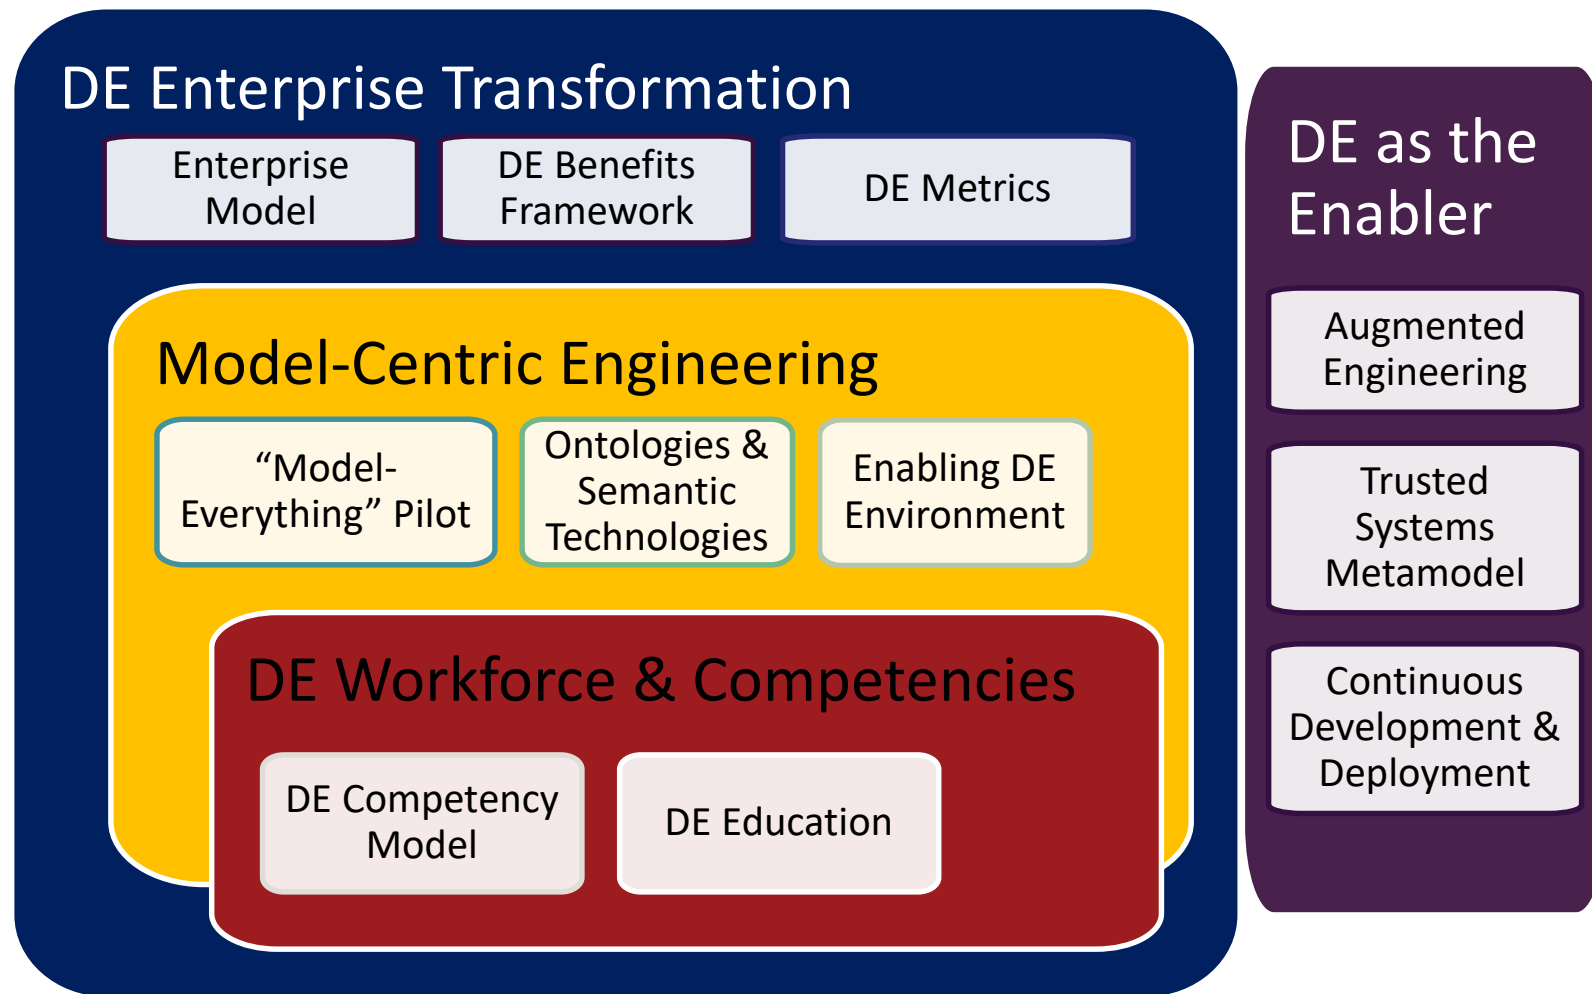 DE Enterprise Transformation
Enterprise
Model
DE Benefits
Framework
DE Metrics
Model-Centric Engineering
“Model-
Everything” Pilot
Ontologies &
Semantic
Technologies
Enabling DE
Environment
DE Workforce & Competencies
DE Competency
Model
DE Education
DE as the
Enabler
Augmented
Engineering
Trusted
Systems
Metamodel
Continuous
Development &
Deployment